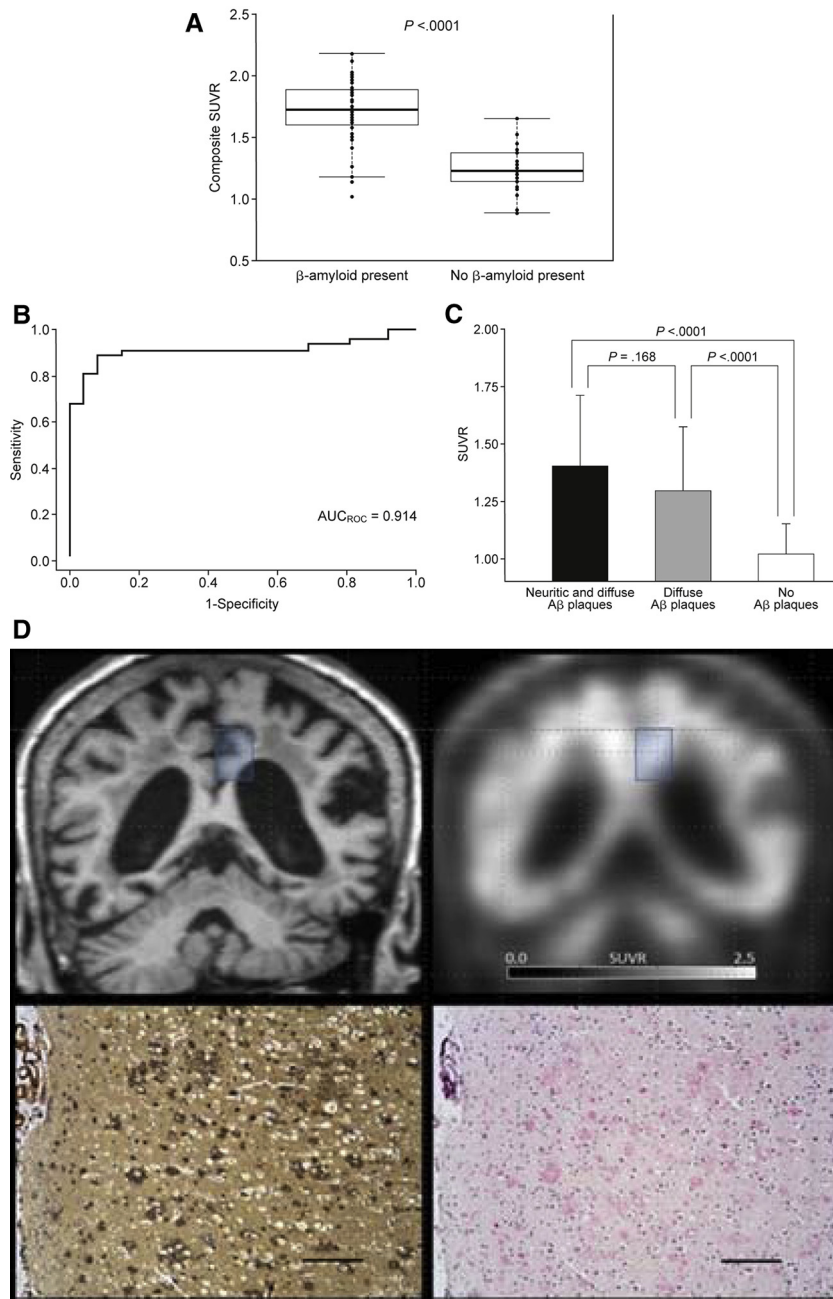 A
P <.0001
Composite SUVR
2.5
2.0
1.5
1.0
0.5
β-amyloid present
No β-amyloid present
B
Sensitivity
1.0
0.8
0.6
0.4
0.2
0.0
AUCROC = 0.914
0.0 0.2 0.4 0.6 0.8 1.0
1-Specificity
C
SUVR
2.00
1.75
1.50
1.25
1.00
P <.0001
P = .168
P <.0001
Neuritic and diffuse
Aβ plaques
Diffuse
Aβ plaques
No
Aβ plaques
D
0.0 SUVR 2.5